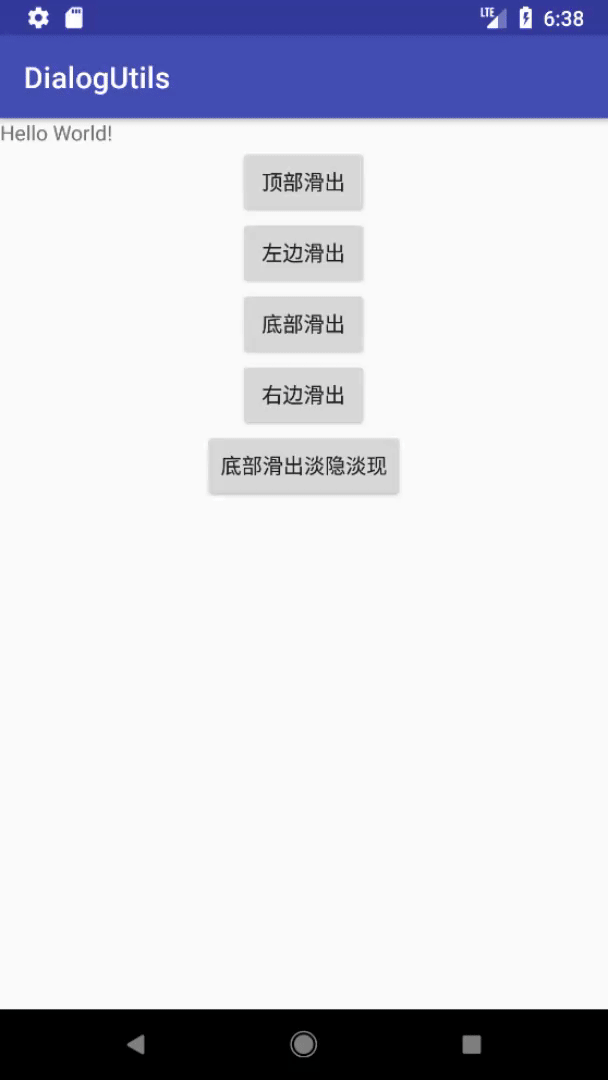 LTE 6:38
DialogUtils
Hello World!
顶部滑出
左边滑出
底部滑出
右边滑出
底部滑出淡隐淡现